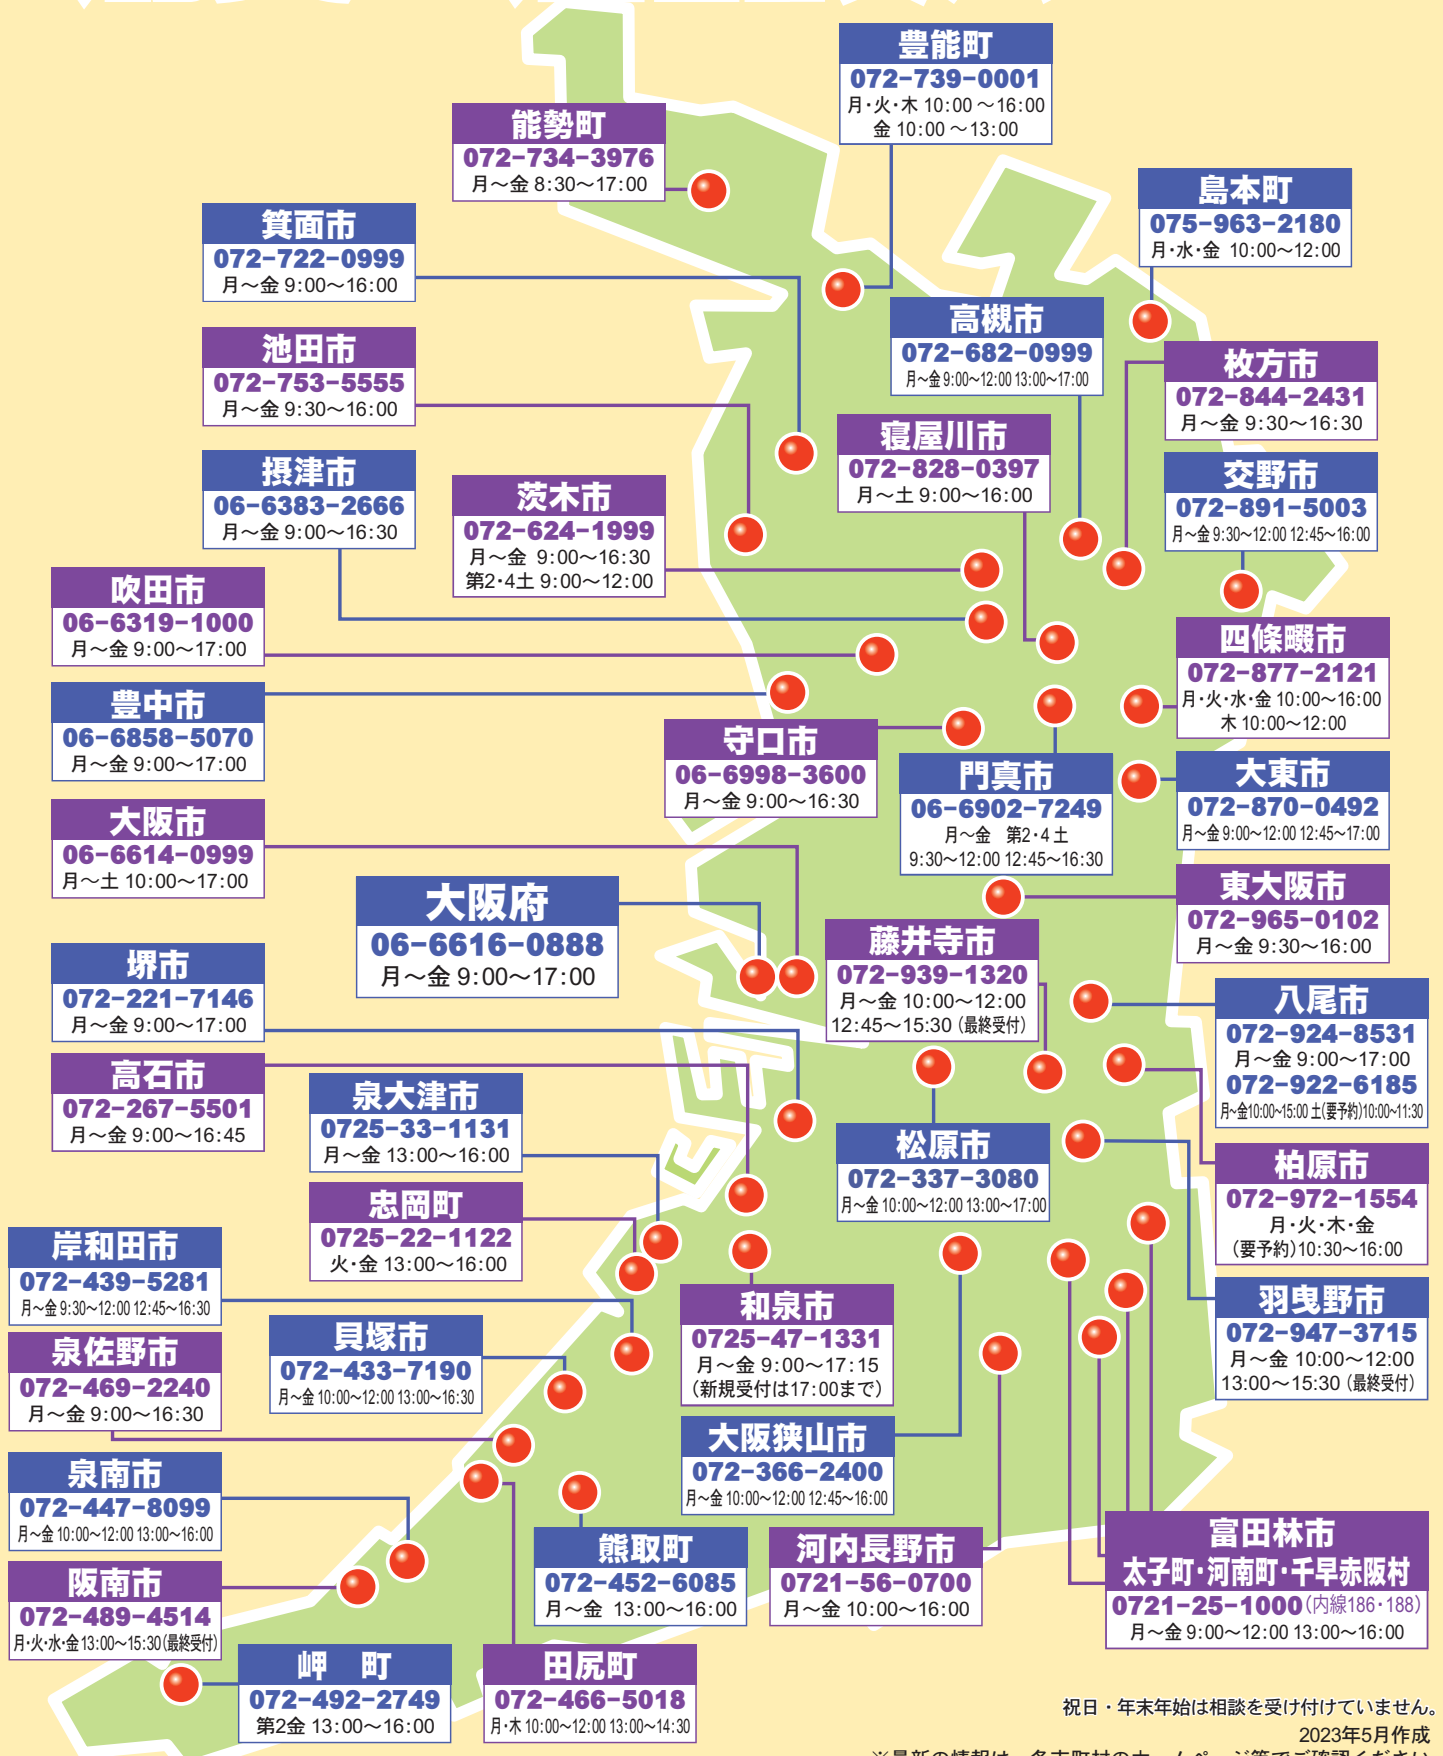 豊能町
072-739-0001
月・火・木 10:00 ～16:00
金 10:00 ～13:00
能勢町
072-734-3976
月～金 8:30～17:00
島本町
075-963-2180
月・水・金 10:00～12:00
箕面市
072-722-0999
月～金 9:00～16:00
高槻市
072-682-0999
月～金 9:00～12:00 13:00～17:00
池田市
072-753-5555
月～金 9:30～16:00
枚方市
072-844-2431
月～金 9:30～16:30
寝屋川市
072-828-0397
月～土 9:00～16:00
摂津市
06-6383-2666
月～金 9:00～16:30
茨木市
072-624-1999
月～金 9:00～16:30
第2・4土 9:00～12:00
交野市
072-891-5003
月～金 9:30～12:00 12:45～16:00
吹田市
06-6319-1000
月～金 9:00～17:00
四條畷市
072-877-2121
月・火・水・金 10:00～16:00
木 10:00～12:00
豊中市
06-6858-5070
月～金 9:00～17:00
守口市
06-6998-3600
月～金 9:00～16:30
門真市
06-6902-7249
月～金 第2・4 土
9:30～12:00 12:45～16:30
大東市
072-870-0492
月～金 9:00～12:00 12:45～17:00
大阪市
06-6614-0999
月～土 10:00～17:00
大阪府
06-6616-0888
月～金 9:00～17:00
東大阪市
072-965-0102
月～金 9:30～16:00
藤井寺市
072-939-1320
月～金 10:00～12:00
12:45～15:30（最終受付）
堺市
072-221-7146
月～金 9:00～17:00
八尾市
072-924-8531
月～金 9:00～17:00
072-922-6185
月～金10:00～15:00 土(要予約)10:00～11:30
高石市
072-267-5501
月～金 9:00～16:45
泉大津市
0725-33-1131
月～金 13:00～16:00
松原市
072-337-3080
月～金 10:00～12:00 13:00～17:00
柏原市
072-972-1554
月・火・木・金
（要予約）10:30～16:00
忠岡町
0725-22-1122
火・金 13:00～16:00
岸和田市
072-439-5281
月～金 9:30～12:00 12:45～16:30
羽曳野市
072-947-3715
月～金 10:00～12:00
13:00～15:30（最終受付）
和泉市
0725-47-1331
月～金 9:00～17:15
（新規受付は17:00まで）
貝塚市
072-433-7190
月～金 10:00～12:00 13:00～16:30
泉佐野市
072-469-2240
月～金 9:00～16:30
大阪狭山市
072-366-2400
月～金 10:00～12:00 12:45～16:00
泉南市
072-447-8099
月～金 10:00～12:00 13:00～16:00
熊取町
072-452-6085
月～金 13:00～16:00
河内長野市
0721-56-0700
月～金 10:00～16:00
富田林市
太子町・河南町・千早赤阪村
0721-25-1000（内線186・188）
月～金 9:00～12:00 13:00～16:00
阪南市
072-489-4514
月・火・水・金13:00～15:30（最終受付）
岬 町
072-492-2749
第2金 13:00～16:00
田尻町
072-466-5018
月・木 10:00～12:00 13:00～14:30
祝日・年末年始は相談を受け付けていません。
2023年5月作成